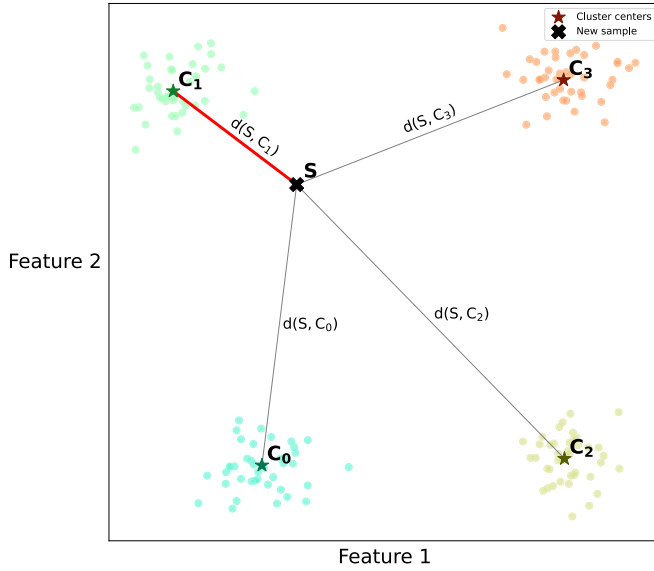 Cluster centers
New sample
C₁
C₃
d(S, C₃)
d(S, C₁)
S
Feature 2
d(S, C₂)
d(S, C₀)
C₀
C₂
Feature 1